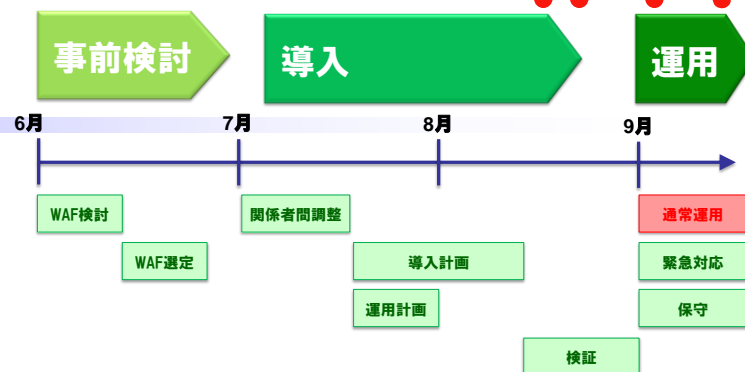 事前検討
導入
運用
6月
7月
8月
9月
WAF検討
関係者間調整
通常運用
WAF選定
導入計画
緊急対応
運用計画
保守
検証